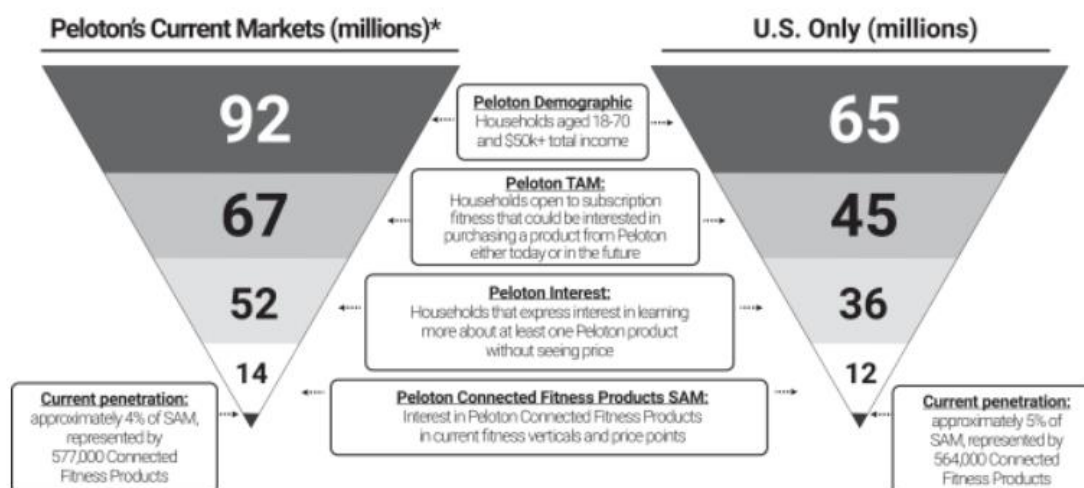 Peloton's Current Markets (millions)*
U.S. Only (millions)
92
65
Peloton Demographic
Households aged 18-70
and $50k+ total income
67
45
Peloton TAM:
Households open to subscription
fitness that could be interested in
purchasing a product from Peloton
either today or in the future
52
36
Peloton Interest:
Households that express interest in learning
more about at least one Peloton product
without seeing price
14
12
Peloton Connected Fitness Products SAM:
Interest in Peloton Connected Fitness Products
in current fitness verticals and price points
Current penetration:
approximately 4% of SAM,
represented by
577,000 Connected
Fitness Products
Current penetration:
approximately 5% of
SAM, represented by
564,000 Connected
Fitness Products